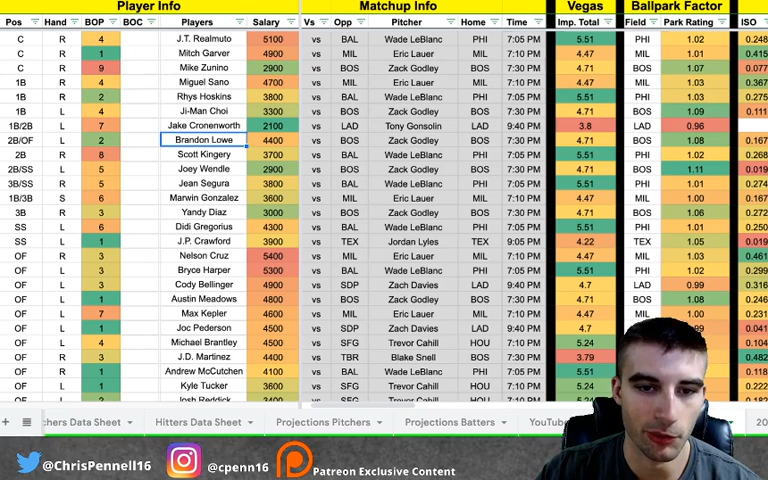 Player Info Matchup Info Vegas Ballpark Factor
Pos Hand BOP BOC Players Salary Vs Opp Pitcher Home Time Imp. Total Field Park Rating ISO
C R 4 J.T. Realmuto 5100 vs BAL Wade LeBlanc PHI 7:05 PM 5.51 PHI 1.02 0.248
C R 1 Mitch Garver 4900 vs MIL Eric Lauer MIL 7:10 PM 4.47 MIL 1.01 0.415
C R 9 Mike Zunino 2900 vs BOS Zack Godley BOS 7:30 PM 4.71 BOS 1.07 0.077
1B R 4 Miguel Sano 4700 vs MIL Eric Lauer MIL 7:10 PM 4.47 MIL 1.03 0.367
1B R 2 Rhys Hoskins 3800 vs BAL Wade LeBlanc PHI 7:05 PM 5.51 PHI 1.03 0.275
1B L 4 Ji-Man Choi 3300 vs BOS Zack Godley BOS 7:30 PM 4.71 BOS 1.09 0.111
1B/2B L 7 Jake Cronenworth 2100 vs LAD Tony Gonsolin LAD 9:40 PM 3.8 LAD 0.96
2B/OF L 2 Brandon Lowe 4400 vs BOS Zack Godley BOS 7:30 PM 4.71 BOS 1.08 0.167
2B R 8 Scott Kingery 3700 vs BAL Wade LeBlanc PHI 7:05 PM 5.51 PHI 1.02 0.268
2B/SS L 5 Joey Wendle 2900 vs BOS Zack Godley BOS 7:30 PM 4.71 BOS 1.11 0.019
3B/SS R 5 Jean Segura 3800 vs BAL Wade LeBlanc PHI 7:05 PM 5.51 PHI 1.01 0.274
1B/3B S 6 Marwin Gonzalez 3600 vs MIL Eric Lauer MIL 7:10 PM 4.47 MIL 1.00 0.167
3B R 3 Yandy Diaz 3000 vs BOS Zack Godley BOS 7:30 PM 4.71 BOS 1.06 0.272
SS L 6 Didi Gregorius 4300 vs BAL Wade LeBlanc PHI 7:05 PM 5.51 PHI 1.01 0.250
SS L 1 J.P. Crawford 3900 vs TEX Jordan Lyles TEX 9:05 PM 4.22 TEX 1.05 0.019
OF R 3 Nelson Cruz 5400 vs MIL Eric Lauer MIL 7:10 PM 4.47 MIL 1.03 0.461
OF L 3 Bryce Harper 5300 vs BAL Wade LeBlanc PHI 7:05 PM 5.51 PHI 1.02 0.299
OF L 3 Cody Bellinger 4900 vs SDP Zach Davies LAD 9:40 PM 4.7 LAD 0.99 0.316
OF L 1 Austin Meadows 4800 vs BOS Zack Godley BOS 7:30 PM 4.71 BOS 1.08 0.246
OF L 7 Max Kepler 4600 vs MIL Eric Lauer MIL 7:10 PM 4.47 MIL 1.00 0.231
OF L 1 Joc Pederson 4500 vs SDP Zach Davies LAD 9:40 PM 4.7 99 0.041
OF L 4 Michael Brantley 4500 vs SFG Trevor Cahill HOU 7:10 PM 5.24 0.104
OF R 3 J.D. Martinez 4400 vs TBR Blake Snell BOS 7:30 PM 3.79 0.482
OF R 1 Andrew McCutchen 4100 vs BAL Wade LeBlanc PHI 7:05 PM 5.51 0.118
OF L 1 Kyle Tucker 3600 vs SFG Trevor Cahill HOU 7:10 PM 5.24 0.222
OF L 2 Josh Reddick 3400 vs SFG Trevor Cahill HOU 7:10 PM 5.24 0.182
chers Data Sheet Hitters Data Sheet Projections Pitchers Projections Batters YouTube 20
@ChrisPennell16 @cpenn16 Patreon Exclusive Content